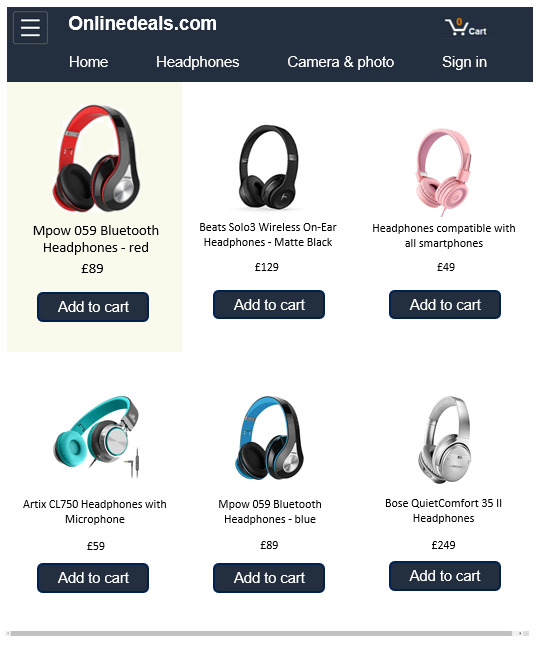 Onlinedeals.com
0
Cart
Home Headphones Camera & photo Sign in
Mpow 059 Bluetooth
Headphones - red
£89
Add to cart
Beats Solo3 Wireless On-Ear
Headphones - Matte Black
£129
Add to cart
Headphones compatible with
all smartphones
£49
Add to cart
Artix CL750 Headphones with
Microphone
£59
Add to cart
Mpow 059 Bluetooth
Headphones - blue
£89
Add to cart
Bose QuietComfort 35 II
Headphones
£249
Add to cart